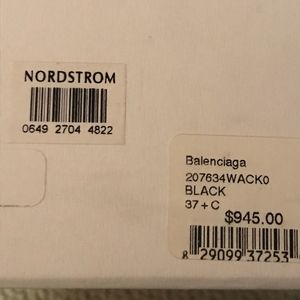 NORDSTROM
0649 2704 4822
Balenciaga
207634WACK0
BLACK
37 + C
$945.00
8 29099 37253